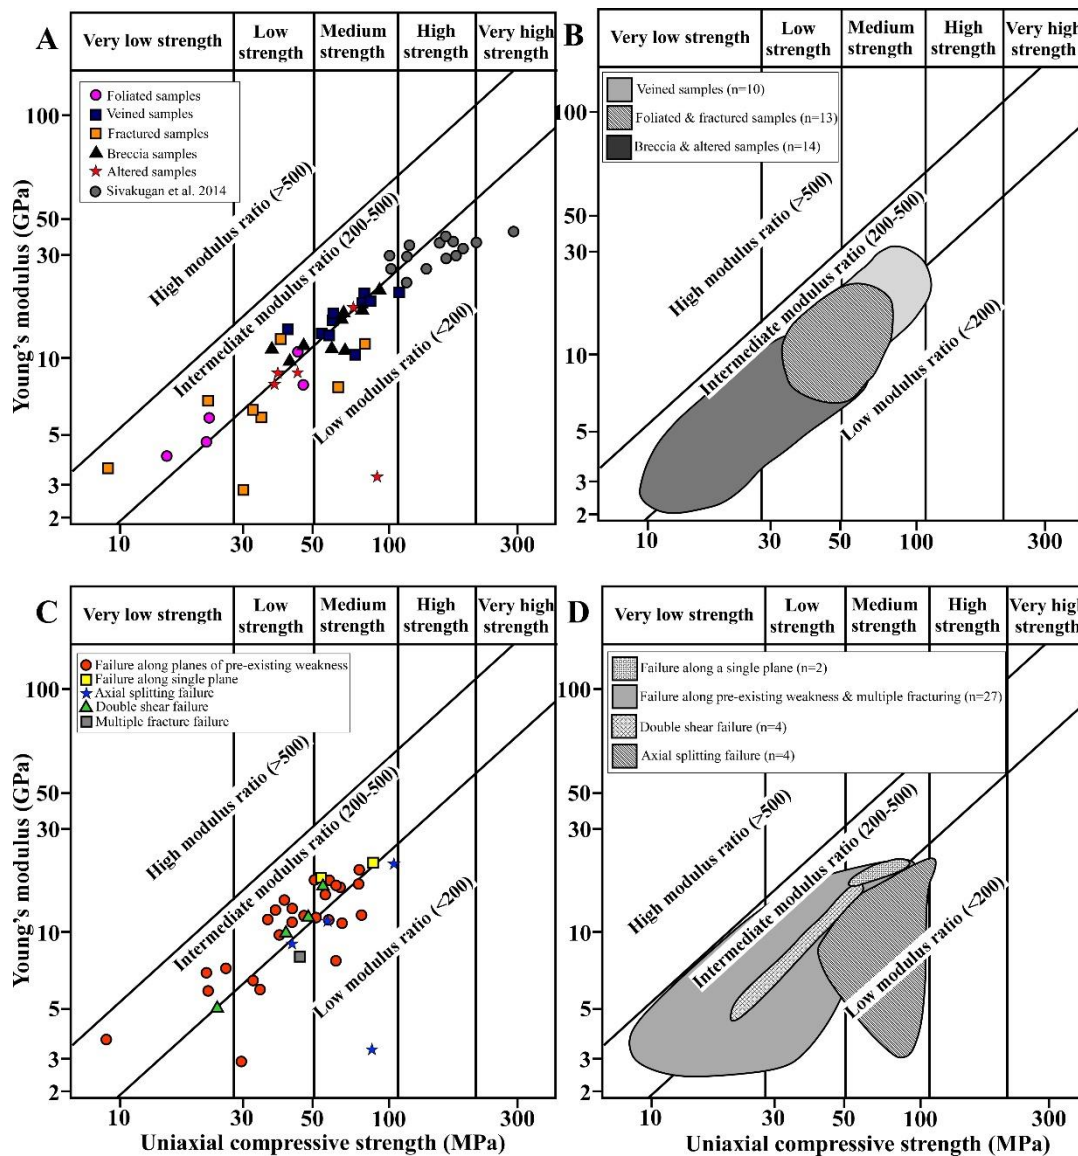 A
Very low strength
Low
strength
Medium
strength
High
strength
Very high
strength
Foliated samples
Veined samples
Fractured samples
Breccia samples
Altered samples
Sivakugan et al. 2014
High modulus ratio (>500)
Intermediate modulus ratio (200-500)
Low modulus ratio (<200)
Young's modulus (GPa)
100
50
30
10
5
3
2
10
30
50
100
300
B
Very low strength
Low
strength
Medium
strength
High
strength
Very high
strength
Veined samples (n=10)
Foliated & fractured samples (n=13)
Breccia & altered samples (n=14)
High modulus ratio (>500)
Intermediate modulus ratio (200-500)
Low modulus ratio (<200)
100
50
30
10
5
3
2
10
30
50
100
300
C
Very low strength
Low
strength
Medium
strength
High
strength
Very high
strength
Failure along planes of pre-existing weakness
Failure along single plane
Axial splitting failure
Double shear failure
Multiple fracture failure
High modulus ratio (>500)
Intermediate modulus ratio (200-500)
Low modulus ratio (<200)
Young's modulus (GPa)
100
50
30
10
5
3
2
10
30
50
100
300
Uniaxial compressive strength (MPa)
D
Very low strength
Low
strength
Medium
strength
High
strength
Very high
strength
Failure along a single plane (n=2)
Failure along pre-existing weakness & multiple fracturing (n=27)
Double shear failure (n=4)
Axial splitting failure (n=4)
High modulus ratio (>500)
Intermediate modulus ratio (200-500)
Low modulus ratio (<200)
100
50
30
10
5
3
2
10
30
50
100
300
Uniaxial compressive strength (MPa)